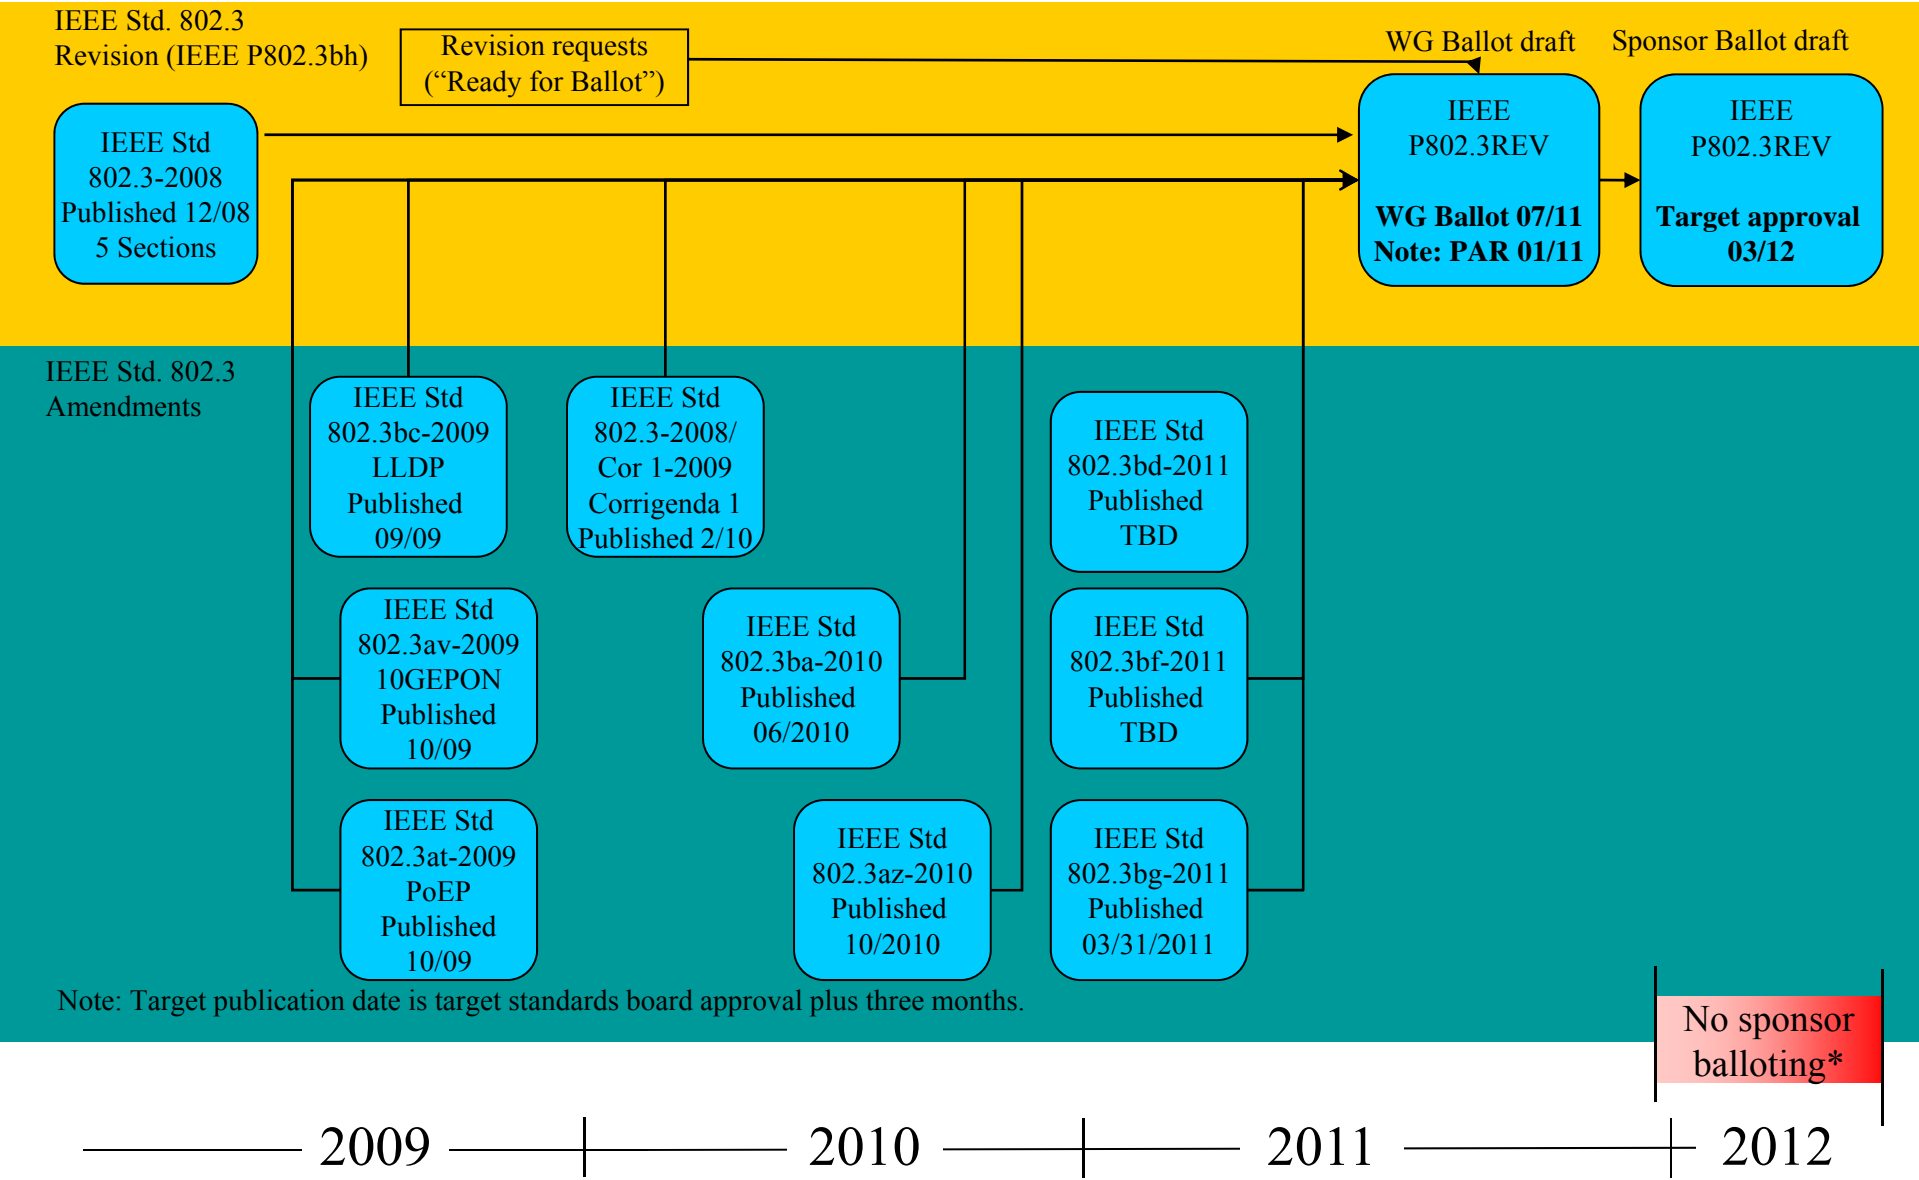 IEEE Std. 802.3
Revision (IEEE P802.3bh)
Revision requests
(“Ready for Ballot”)
WG Ballot draft
Sponsor Ballot draft
IEEE Std
802.3-2008
Published 12/08
5 Sections
IEEE
P802.3REV
WG Ballot 07/11
Note: PAR 01/11
IEEE
P802.3REV
Target approval
03/12
IEEE Std. 802.3
Amendments
IEEE Std
802.3bc-2009
LLDP
Published
09/09
IEEE Std
802.3-2008/
Cor 1-2009
Corrigenda 1
Published 2/10
IEEE Std
802.3bd-2011
Published
TBD
IEEE Std
802.3av-2009
10GEPON
Published
10/09
IEEE Std
802.3ba-2010
Published
06/2010
IEEE Std
802.3bf-2011
Published
TBD
IEEE Std
802.3at-2009
PoEP
Published
10/09
IEEE Std
802.3az-2010
Published
10/2010
IEEE Std
802.3bg-2011
Published
03/31/2011
Note: Target publication date is target standards board approval plus three months.
No sponsor
balloting*
2009
2010
2011
2012